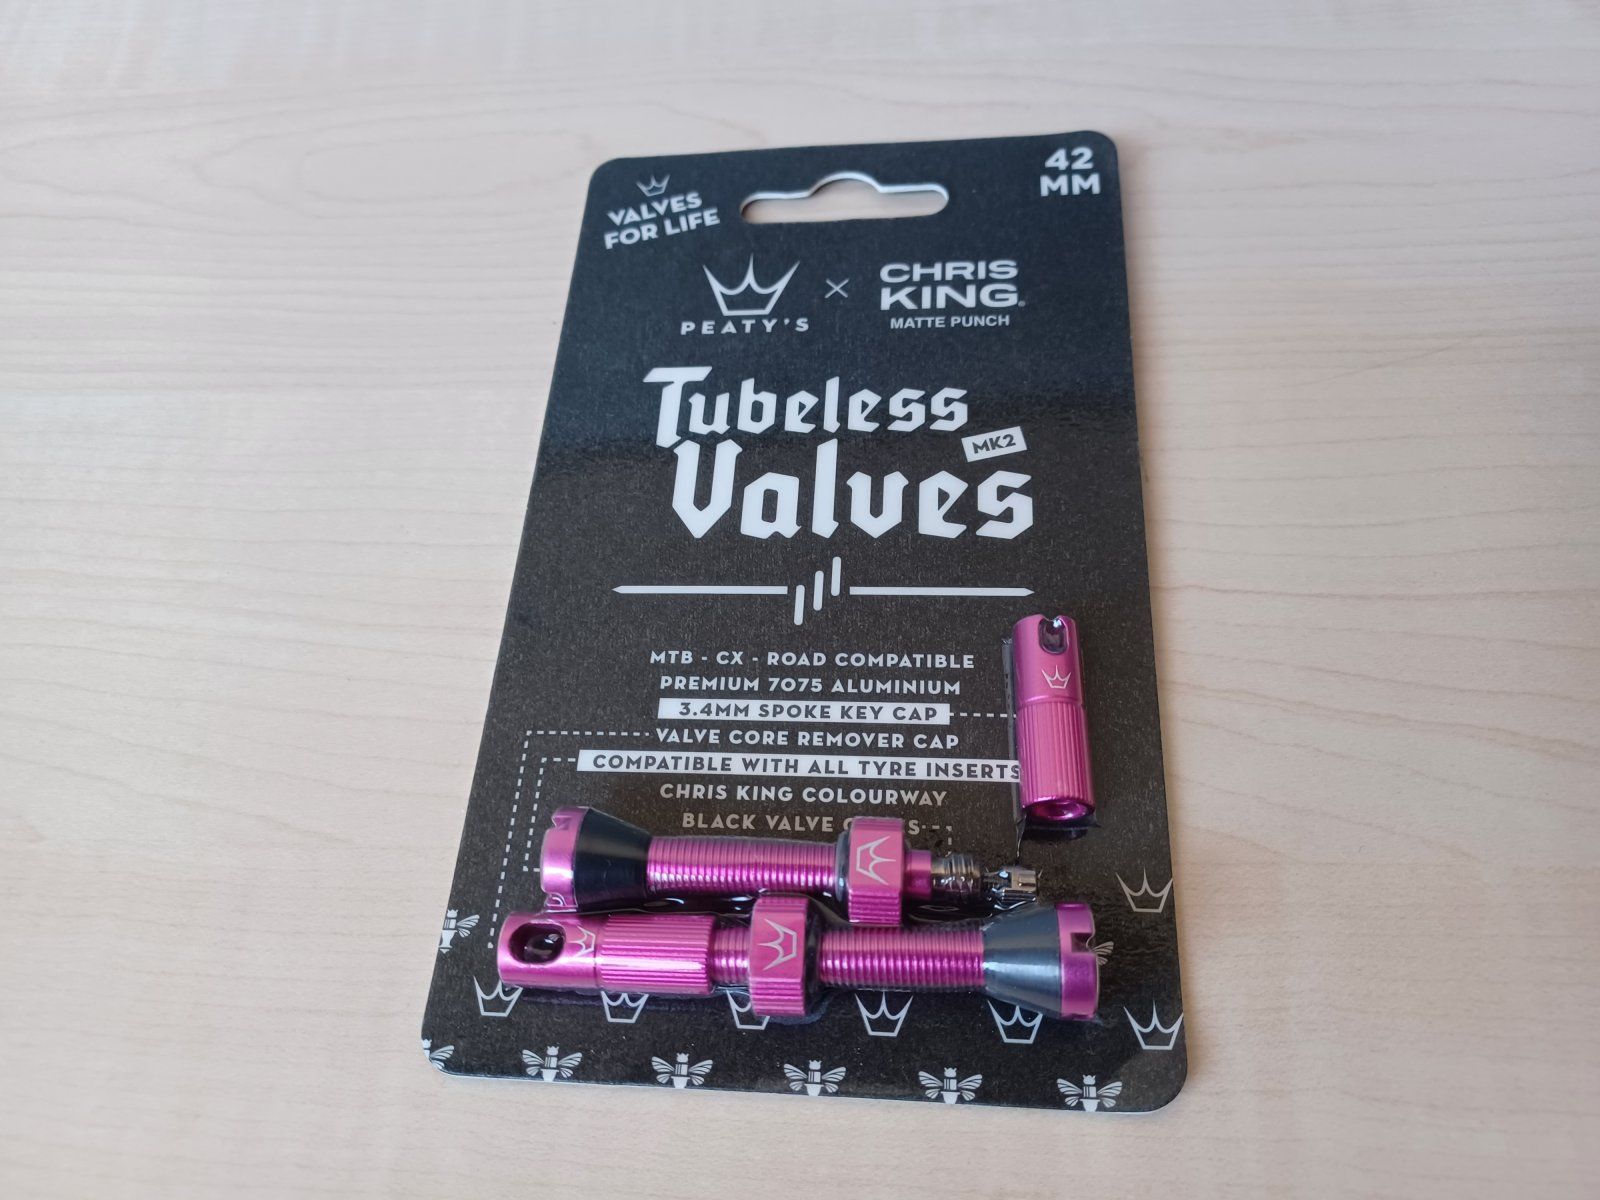 VALVES
FOR LIFE
42
MM
PEATY'S
×
CHRIS
KING®
MATTE PUNCH
Tubeless
MK2
Valves
MTB - CX - ROAD COMPATIBLE
PREMIUM 7075 ALUMINIUM
3.4MM SPOKE KEY CAP
VALVE CORE REMOVER CAP
COMPATIBLE WITH ALL TYRE INSERTS
CHRIS KING COLOURWAY
BLACK VALVE